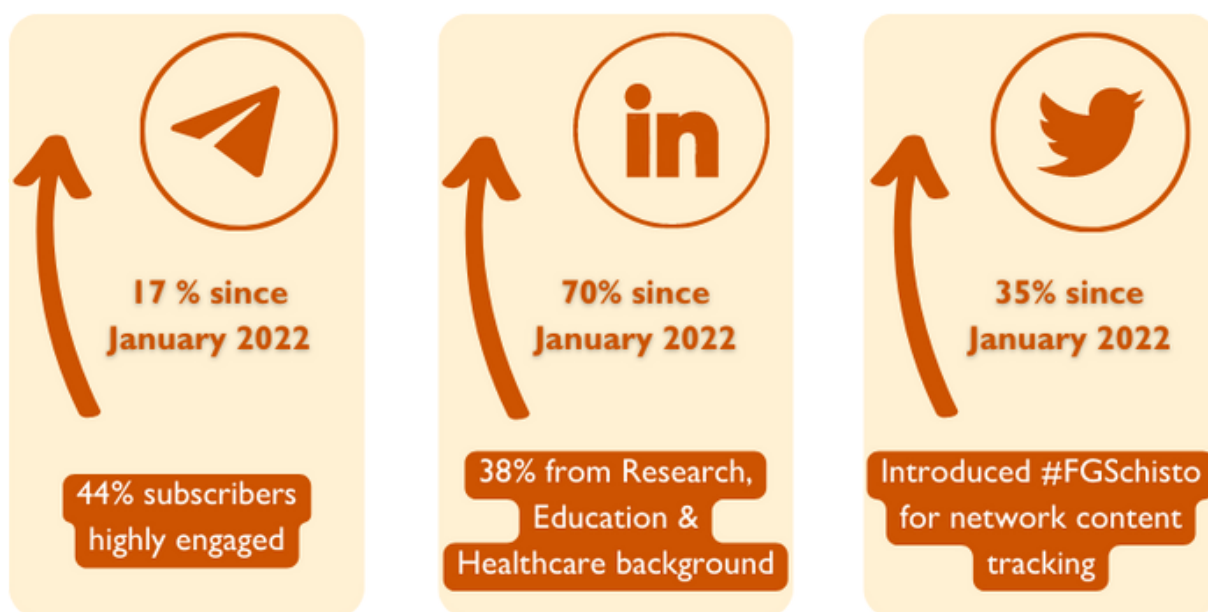 17 % since
January 2022
44% subscribers
highly engaged
in
70% since
January 2022
38% from Research,
Education &
Healthcare background
35% since
January 2022
Introduced #FGSchisto
for network content
tracking